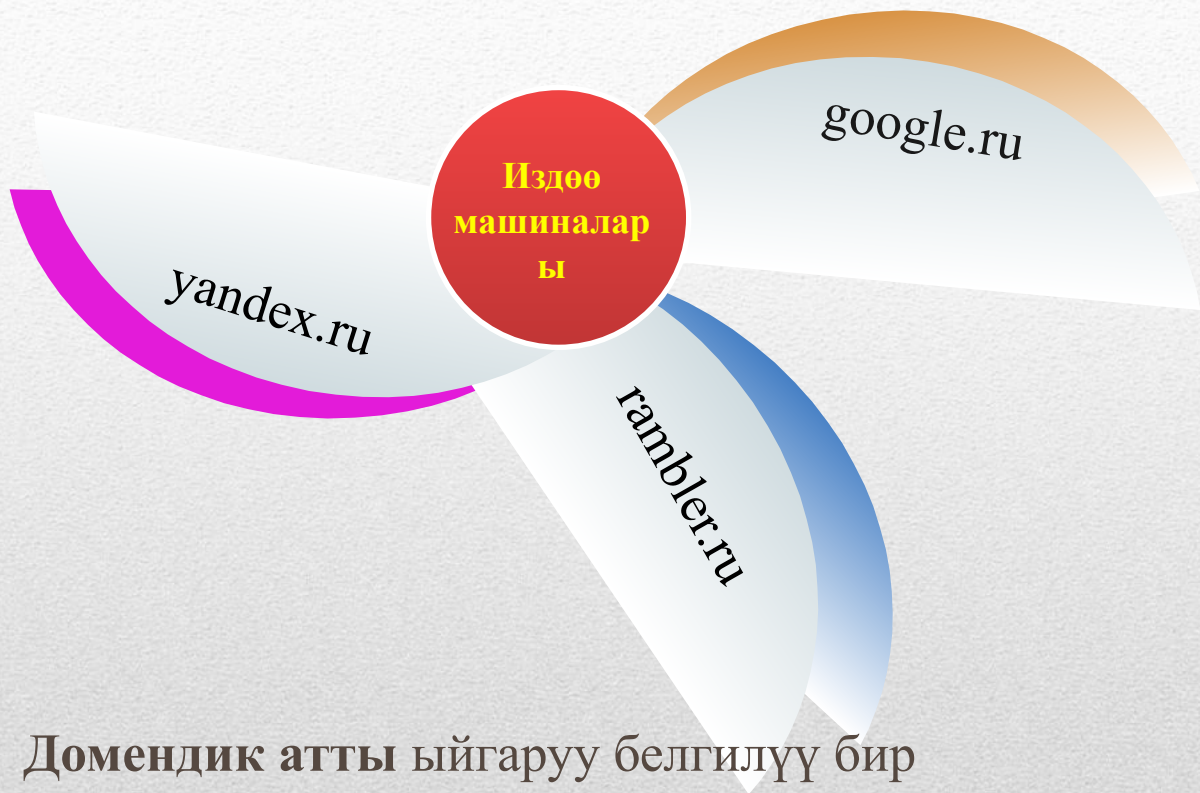 google.ru
Издөө
машиналар
ы
yandex.ru
rambler.ru
Домендик атты ыйгаруу белгилүү бир